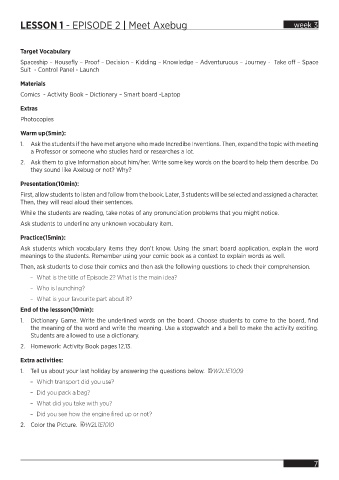 LESSON 1 - EPISODE 2 | Meet Axebug
week 3
Target Vocabulary
Spaceship - Housefly - Proof - Decision - Kidding - Knowledge - Adventuruous - Journey - Take off - Space
Suit - Control Panel - Launch
Materials
Comics - Activity Book - Dictionary - Smart board -Laptop
Extras
Photocopies
Warm up(5min):
1. Ask the students if the have met anyone who made incredible inventions. Then, expand the topic with meeting
a Professor or someone who studies hard or researches a lot.
2. Ask them to give information about him/her. Write some key words on the board to help them describe. Do
they sound like Axebug or not? Why?
Presentation(10min):
First, allow students to listen and follow from the book. Later, 3 students will be selected and assigned a character.
Then, they will read aloud their sentences.
While the students are reading, take notes of any pronunciation problems that you might notice.
Ask students to underline any unknown vocabulary item.
Practice(15min):
Ask students which vocabulary items they don't know. Using the smart board application, explain the word
meanings to the students. Remember using your comic book as a context to explain words as well.
Then, ask students to close their comics and then ask the following questions to check their comprehension.
- What is the title of Episode 2? What is the main idea?
- Who is launching?
- What is your favourite part about it?
End of the lessson(10min):
1. Dictionary Game. Write the underlined words on the board. Choose students to come to the board, find
the meaning of the word and write the meaning. Use a stopwatch and a bell to make the activity exciting.
Students are allowed to use a dictionary.
2. Homework: Activity Book pages 12,13.
Extra activities:
1. Tell us about your last holiday by answering the questions below. W2L1E1009
- Which transport did you use?
- Did you pack a bag?
- What did you take with you?
- Did you see how the engine fired up or not?
2. Color the Picture. W2L1E1010
7